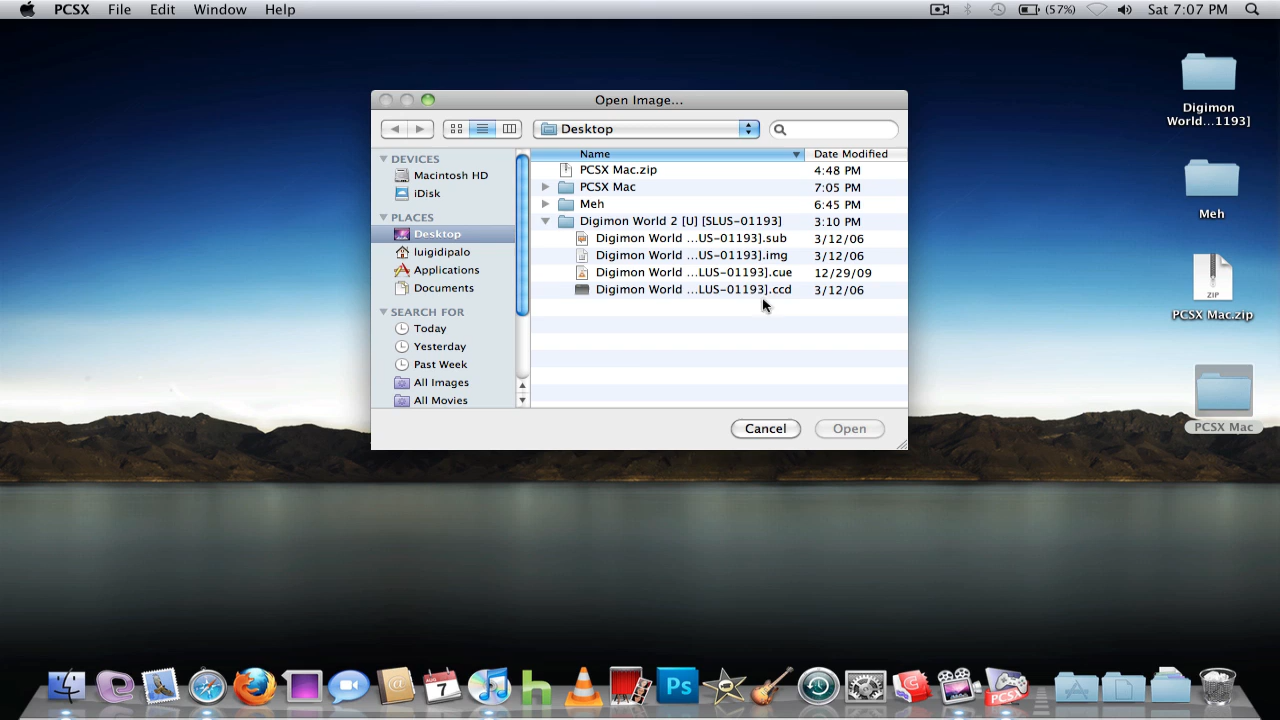 PCSX File Edit Window Help (57%) Sat 7:07 PM
Open Image...
Desktop
DEVICES
Macintosh HD
iDisk
PLACES
Desktop
luigidipalo
Applications
Documents
SEARCH FOR
Today
Yesterday
Past Week
All Images
All Movies
Name Date Modified
PCSX Mac.zip 4:48 PM
PCSX Mac 7:05 PM
Meh 6:45 PM
Digimon World 2 [U] [SLUS-01193] 3:10 PM
Digimon World ...US-01193].sub 3/12/06
Digimon World ...US-01193].img 3/12/06
Digimon World ...LUS-01193].cue 12/29/09
Digimon World ...LUS-01193].ccd 3/12/06
Cancel Open
Digimon
World...1193]
Meh
ZIP
PCSX Mac.zip
PCSX Mac
AUG
7
Ps
PCSX